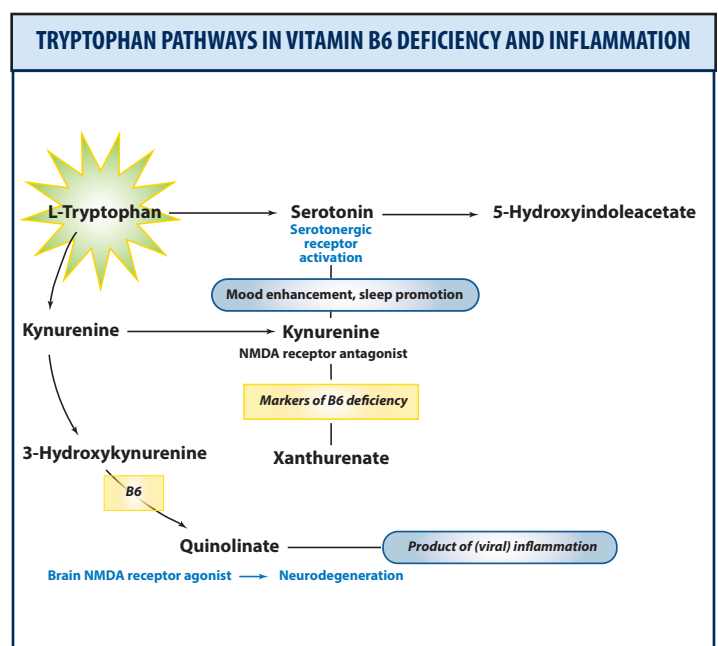 TRYPTOPHAN PATHWAYS IN VITAMIN B6 DEFICIENCY AND INFLAMMATION
L-Tryptophan
Serotonin
5-Hydroxyindoleacetate
Serotonergic
receptor
activation
Mood enhancement, sleep promotion
Kynurenine
Kynurenine
NMDA receptor antagonist
Markers of B6 deficiency
3-Hydroxykynurenine
Xanthurenate
B6
Quinolinate
Product of (viral) inflammation
Brain NMDA receptor agonist
Neurodegeneration